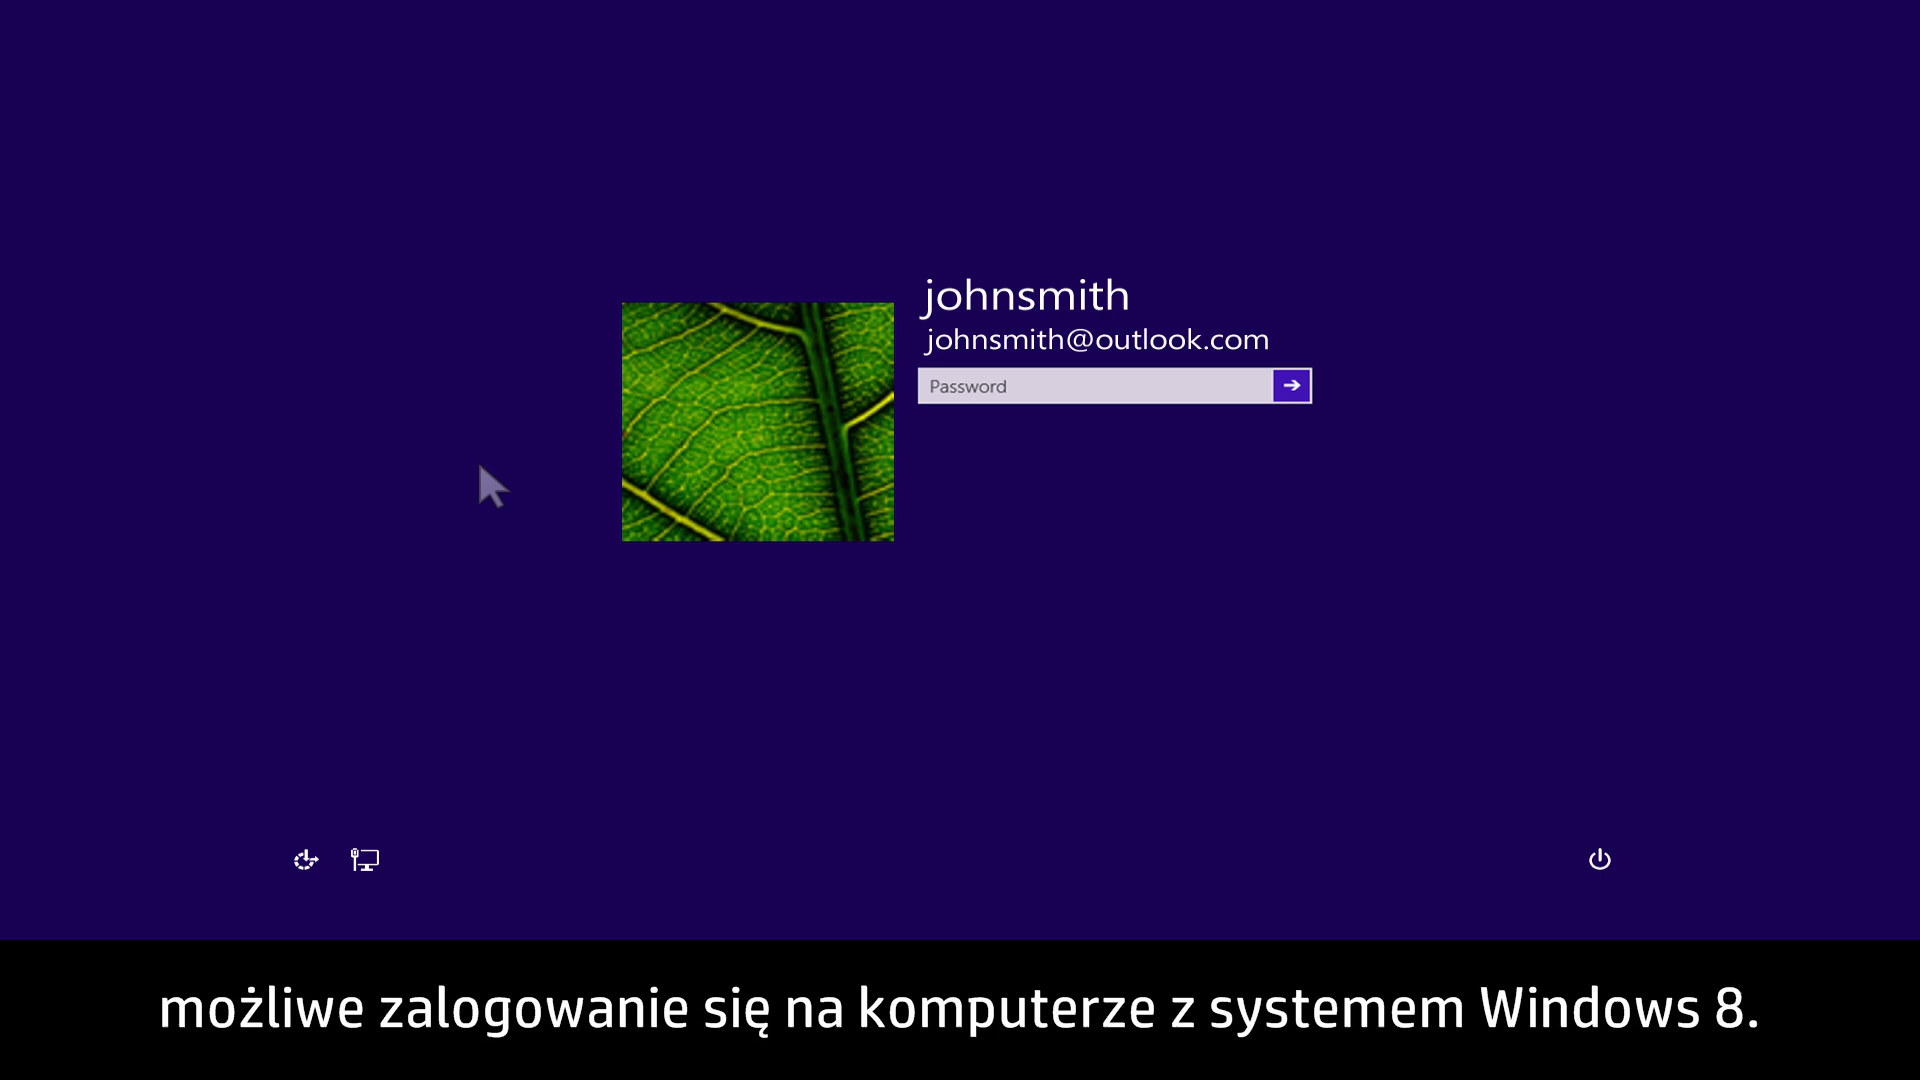 johnsmith
johnsmith@outlook.com
Password
możliwe zalogowanie się na komputerze z systemem Windows 8.